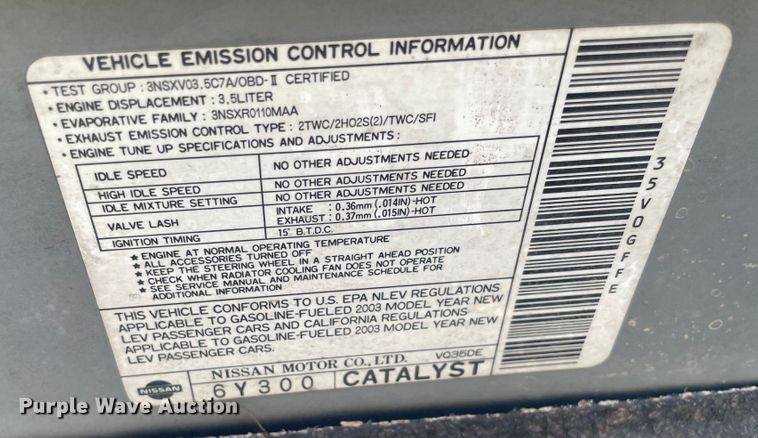 VEHICLE EMISSION CONTROL INFORMATION
• TEST GROUP : 3NSXV03.5C7A/OBD-II CERTIFIED
• ENGINE DISPLACEMENT : 3.5LITER
• EVAPORATIVE FAMILY : 3NSXR0110MAA
• EXHAUST EMISSION CONTROL TYPE : 2TWC/2HO2S(2)/TWC/SFI
• ENGINE TUNE UP SPECIFICATIONS AND ADJUSTMENTS :
IDLE SPEED NO OTHER ADJUSTMENTS NEEDED
HIGH IDLE SPEED NO OTHER ADJUSTMENTS NEEDED
IDLE MIXTURE SETTING NO OTHER ADJUSTMENTS NEEDED
VALVE LASH INTAKE : 0.36mm (.014IN)-HOT
EXHAUST : 0.37mm (.015IN)-HOT
IGNITION TIMING 15° B.T.D.C.
★ ENGINE AT NORMAL OPERATING TEMPERATURE
★ ALL ACCESSORIES TURNED OFF
★ KEEP THE STEERING WHEEL IN A STRAIGHT AHEAD POSITION
★ CHECK WHEN RADIATOR COOLING FAN DOES NOT OPERATE
★ SEE SERVICE MANUAL AND MAINTENANCE SCHEDULE FOR
ADDITIONAL INFORMATION
THIS VEHICLE CONFORMS TO U.S. EPA NLEV REGULATIONS
APPLICABLE TO GASOLINE-FUELED 2003 MODEL YEAR NEW
LEV PASSENGER CARS AND CALIFORNIA REGULATIONS
APPLICABLE TO GASOLINE-FUELED 2003 MODEL YEAR NEW
LEV PASSENGER CARS.
NISSAN MOTOR CO., LTD. VQ35DE
NISSAN
6Y300 CATALYST
35V0GFFE
Purple Wave Auction